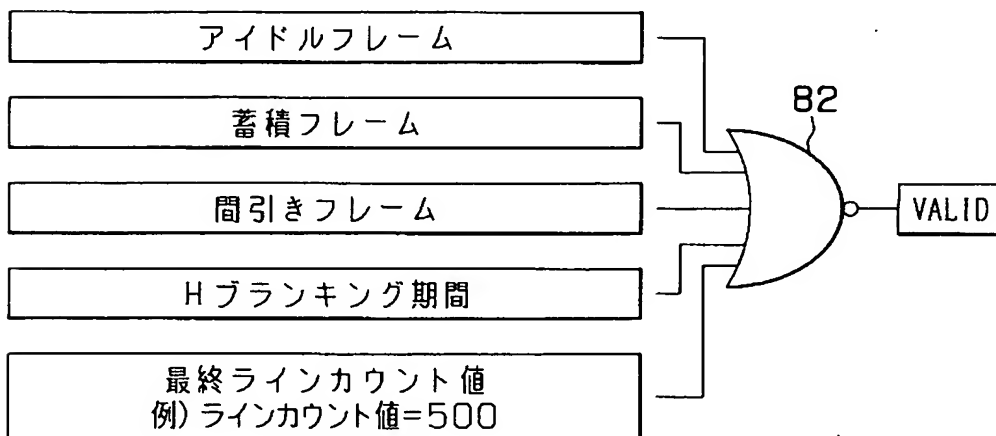 アイドルフレーム
蓄積フレーム
間引きフレーム
Hブランキング期間
最終ラインカウント値
例)ラインカウント値=500
82
VALID